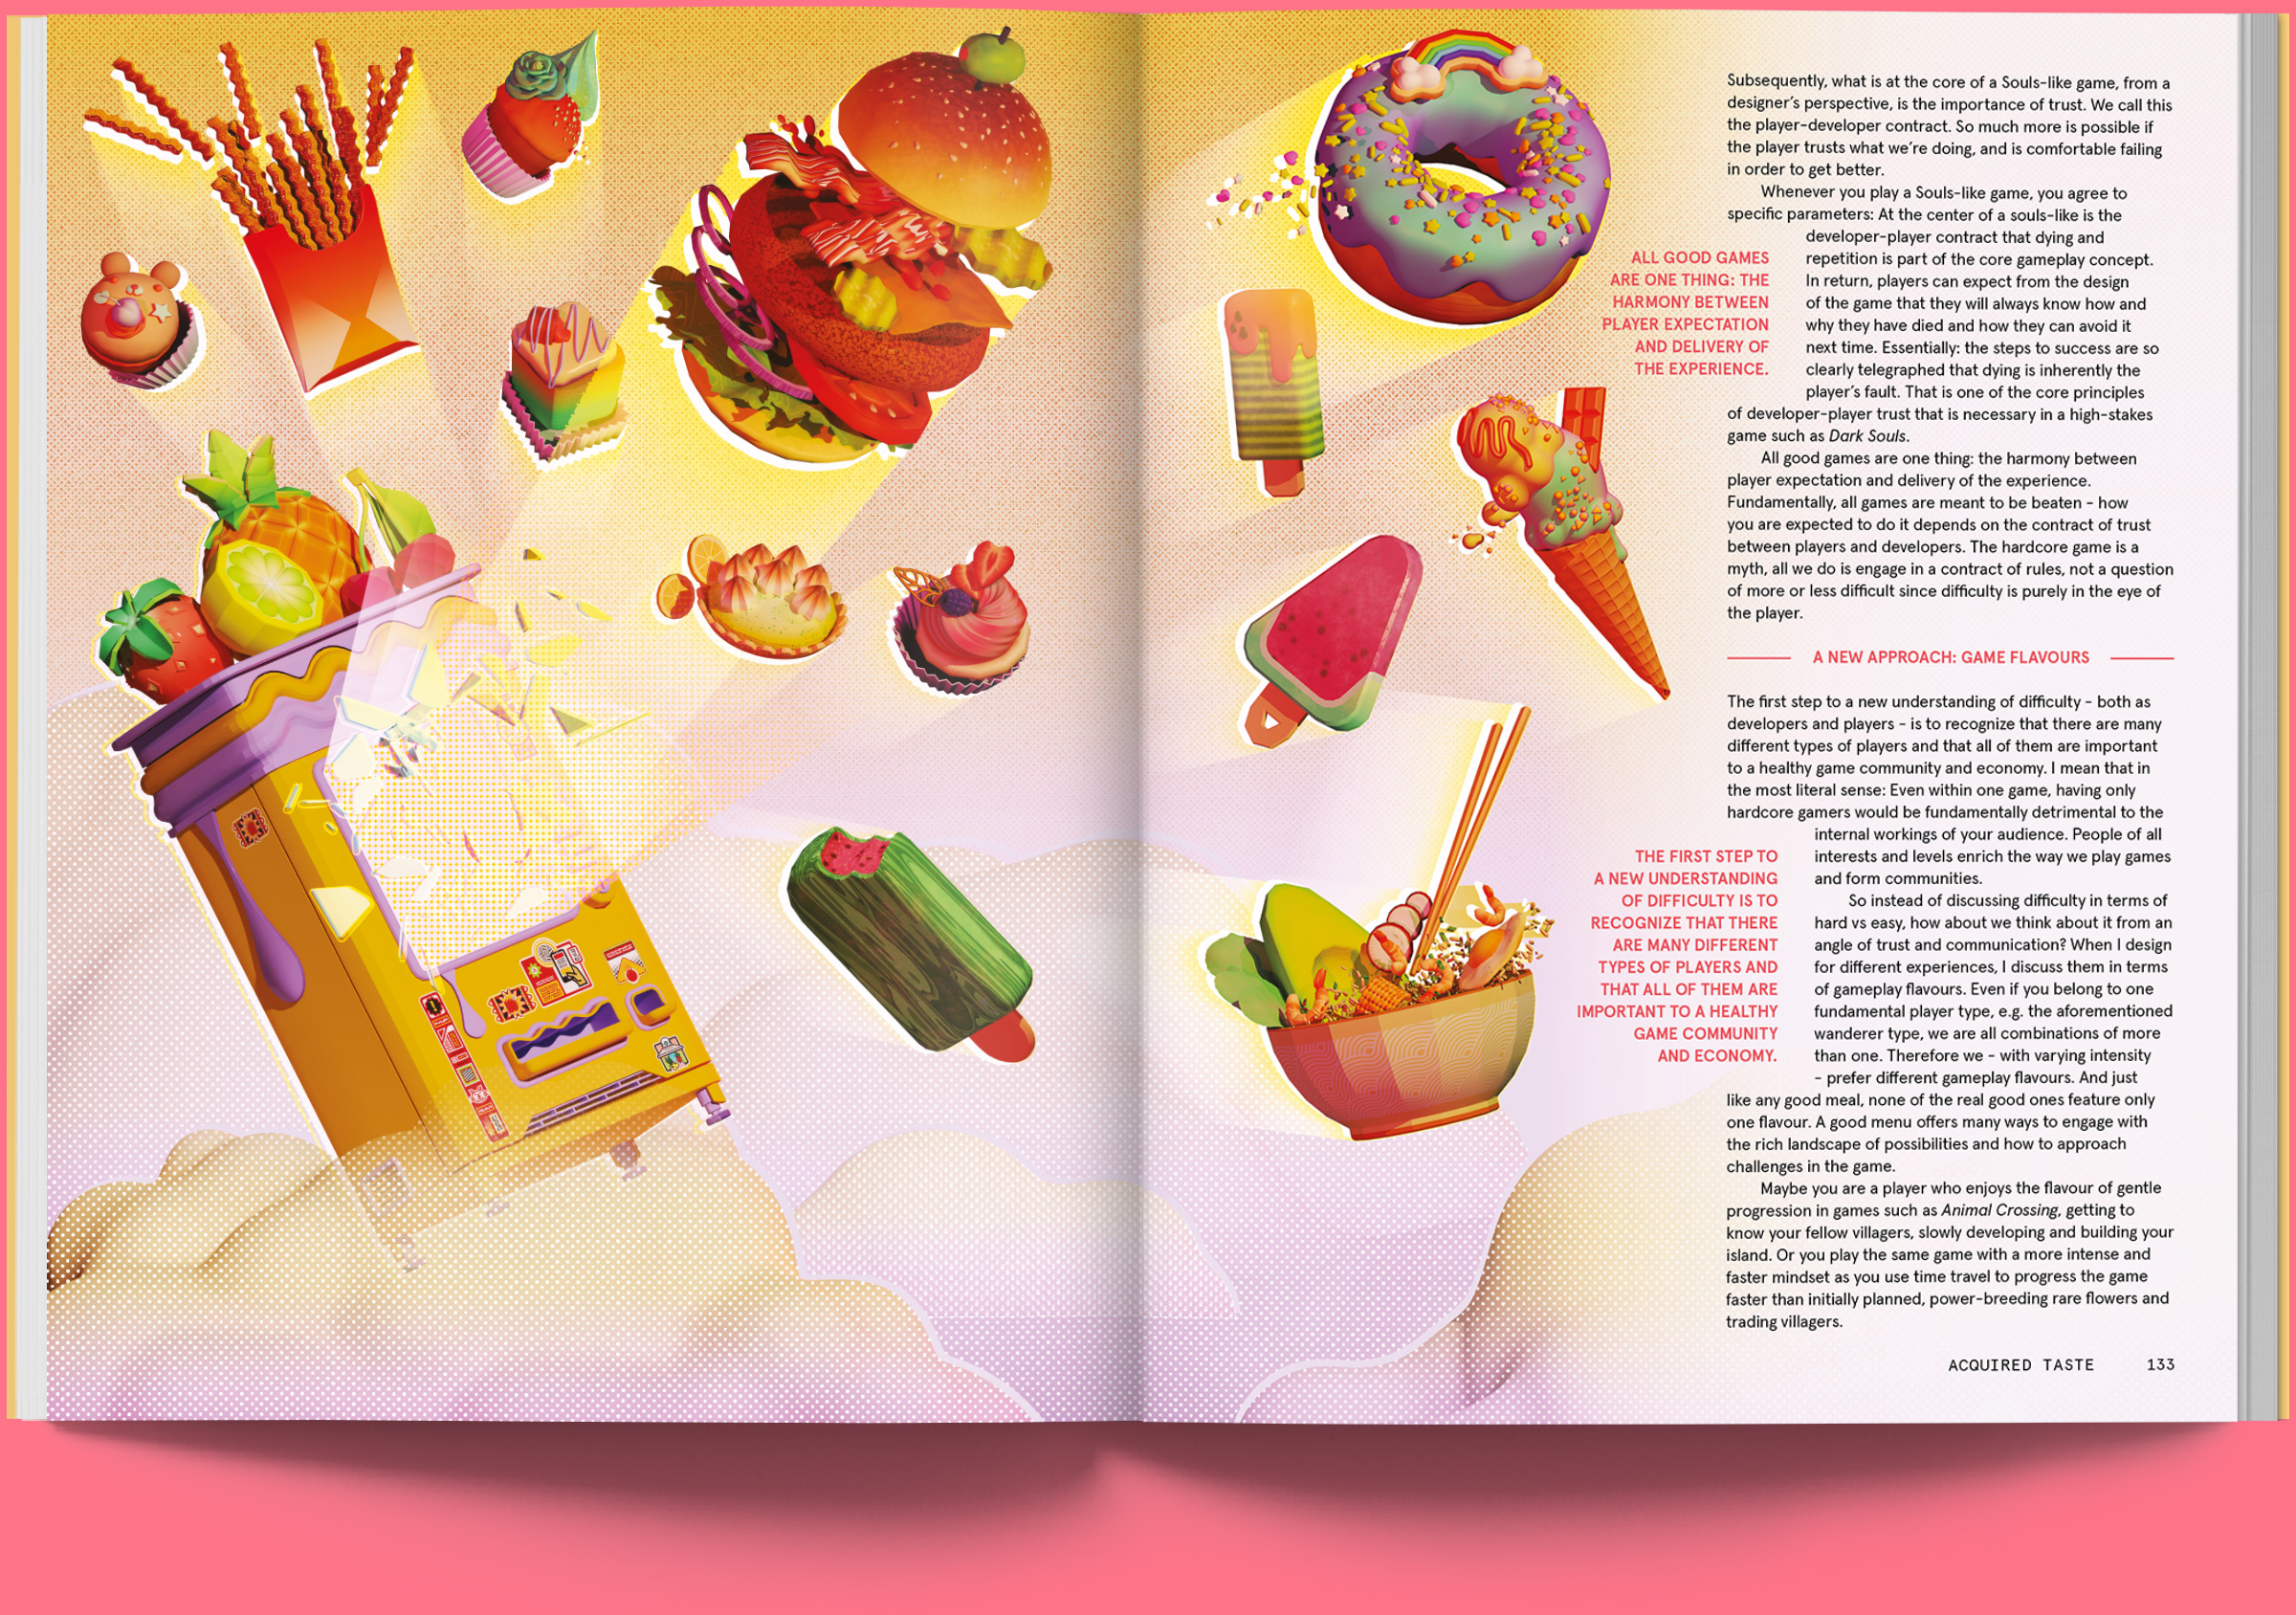 Subsequently, what is at the core of a Souls-like game, from a
designer's perspective, is the importance of trust. We call this
the player-developer contract. So much more is possible if
the player trusts what we're doing, and is comfortable failing
in order to get better.
Whenever you play a Souls-like game, you agree to
specific parameters: At the center of a souls-like is the
developer-player contract that dying and
repetition is part of the core gameplay concept.
In return, players can expect from the design
of the game that they will always know how and
why they have died and how they can avoid it
next time. Essentially: the steps to success are so
clearly telegraphed that dying is inherently the
player's fault. That is one of the core principles
of developer-player trust that is necessary in a high-stakes
game such as Dark Souls.
ALL GOOD GAMES
ARE ONE THING: THE
HARMONY BETWEEN
PLAYER EXPECTATION
AND DELIVERY OF
THE EXPERIENCE.
All good games are one thing: the harmony between
player expectation and delivery of the experience.
Fundamentally, all games are meant to be beaten - how
you are expected to do it depends on the contract of trust
between players and developers. The hardcore game is a
myth, all we do is engage in a contract of rules, not a question
of more or less difficult since difficulty is purely in the eye of
the player.
A NEW APPROACH: GAME FLAVOURS
The first step to a new understanding of difficulty - both as
developers and players - is to recognize that there are many
different types of players and that all of them are important
to a healthy game community and economy. I mean that in
the most literal sense: Even within one game, having only
hardcore gamers would be fundamentally detrimental to the
internal workings of your audience. People of all
interests and levels enrich the way we play games
and form communities.
THE FIRST STEP TO
A NEW UNDERSTANDING
OF DIFFICULTY IS TO
RECOGNIZE THAT THERE
ARE MANY DIFFERENT
TYPES OF PLAYERS AND
THAT ALL OF THEM ARE
IMPORTANT TO A HEALTHY
GAME COMMUNITY
AND ECONOMY.
So instead of discussing difficulty in terms of
hard vs easy, how about we think about it from an
angle of trust and communication? When I design
for different experiences, I discuss them in terms
of gameplay flavours. Even if you belong to one
fundamental player type, e.g. the aforementioned
wanderer type, we are all combinations of more
than one. Therefore we - with varying intensity
- prefer different gameplay flavours. And just
like any good meal, none of the real good ones feature only
one flavour. A good menu offers many ways to engage with
the rich landscape of possibilities and how to approach
challenges in the game.
Maybe you are a player who enjoys the flavour of gentle
progression in games such as Animal Crossing, getting to
know your fellow villagers, slowly developing and building your
island. Or you play the same game with a more intense and
faster mindset as you use time travel to progress the game
faster than initially planned, power-breeding rare flowers and
trading villagers.
ACQUIRED TASTE 133